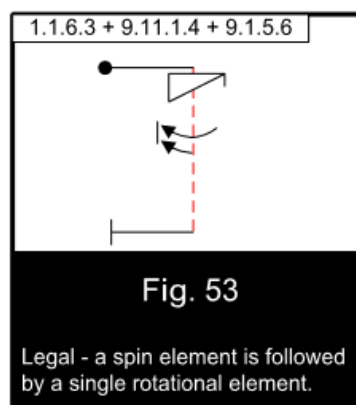 1.1.6.3 + 9.11.1.4 + 9.1.5.6
Fig. 53
Legal - a spin element is followed
by a single rotational element.